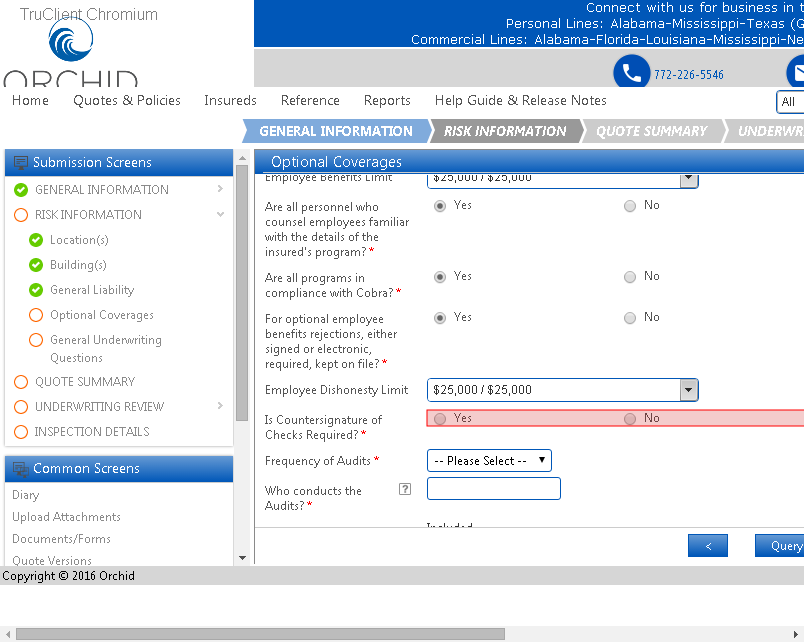 TruClient Chromium
Connect with us for business in
Personal Lines: Alabama-Mississippi-Texas
Commercial Lines: Alabama-Florida-Louisiana-Mississippi-Ne
ORCHID
772-226-5546
Home Quotes & Policies Insureds Reference Reports Help Guide & Release Notes All
GENERAL INFORMATION RISK INFORMATION QUOTE SUMMARY UNDERWR
Submission Screens
GENERAL INFORMATION
RISK INFORMATION
Location(s)
Building(s)
General Liability
Optional Coverages
General Underwriting
Questions
QUOTE SUMMARY
UNDERWRITING REVIEW
INSPECTION DETAILS
Common Screens
Diary
Upload Attachments
Documents/Forms
Quote Versions
Optional Coverages
Employee Benefits Limit $25,000 / $25,000
Are all personnel who Yes No
counsel employees familiar
with the details of the
insured's program? *
Are all programs in Yes No
compliance with Cobra? *
For optional employee Yes No
benefits rejections, either
signed or electronic,
required, kept on file? *
Employee Dishonesty Limit $25,000 / $25,000
Is Countersignature of Yes No
Checks Required? *
Frequency of Audits * -- Please Select --
Who conducts the ?
Audits? *
Included
< Query
Copyright © 2016 Orchid